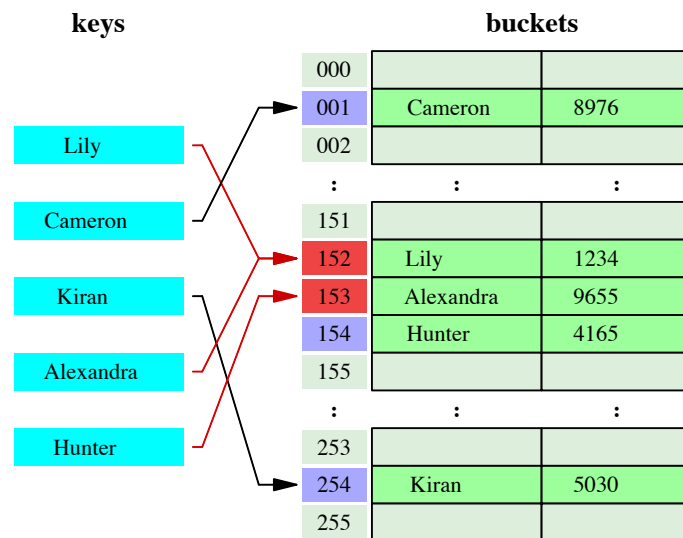 keys buckets
000
001 Cameron 8976
Lily 002
: : :
Cameron 151
152 Lily 1234
Kiran 153 Alexandra 9655
154 Hunter 4165
Alexandra 155
: : :
Hunter 253
254 Kiran 5030
255